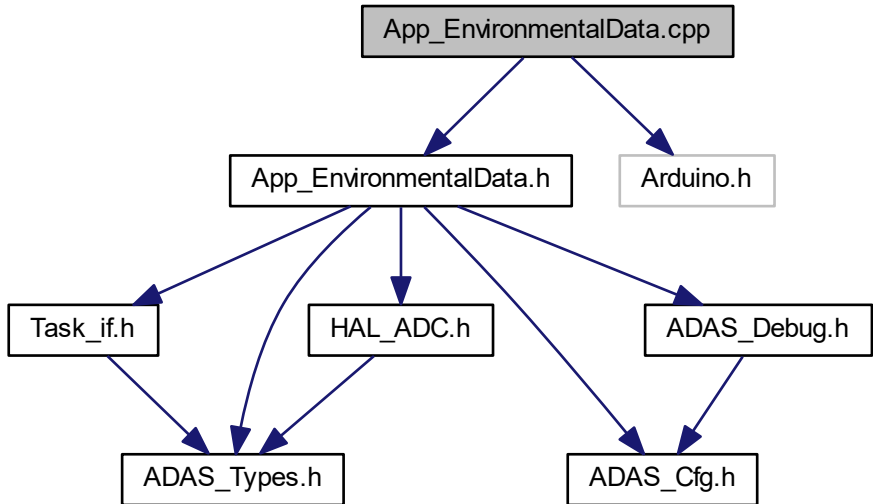 App_EnvironmentalData.cpp
App_EnvironmentalData.h
Arduino.h
Task_if.h
HAL_ADC.h
ADAS_Debug.h
ADAS_Types.h
ADAS_Cfg.h